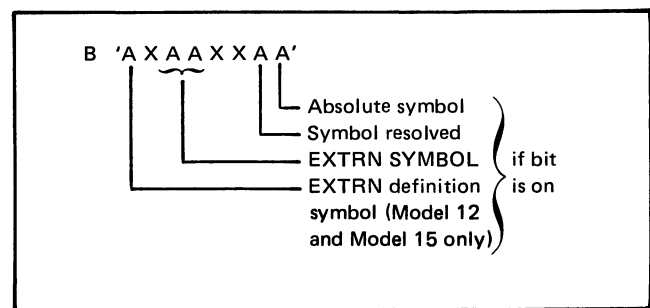 B 'A X A A X X A A'
Absolute symbol
Symbol resolved
EXTRN SYMBOL
if bit
EXTRN definition
is on
symbol (Model 12
and Model 15 only)